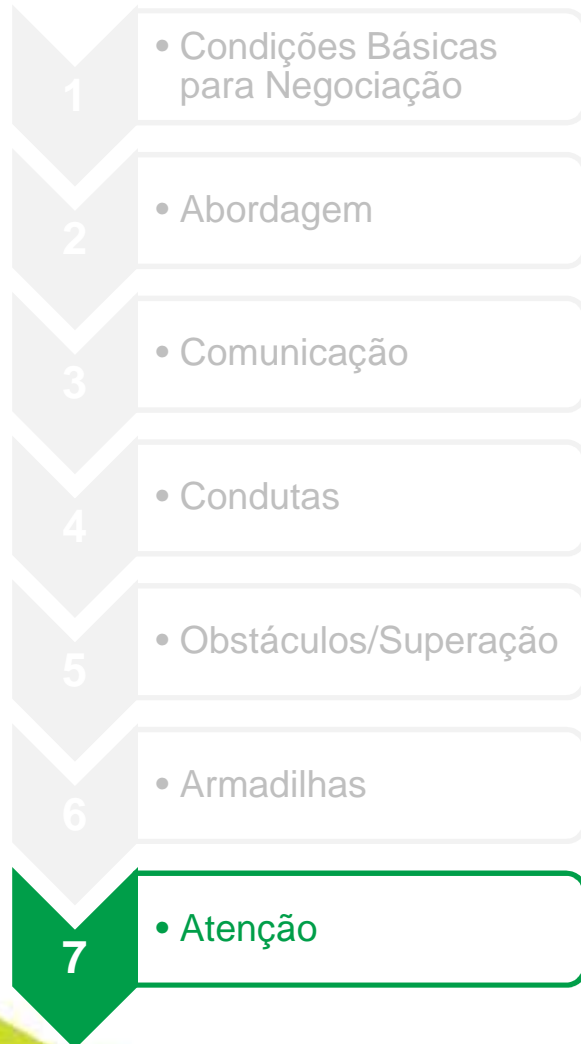 1
• Condições Básicas
para Negociação
2
• Abordagem
3
• Comunicação
4
• Condutas
5
• Obstáculos/Superação
6
• Armadilhas
7
• Atenção